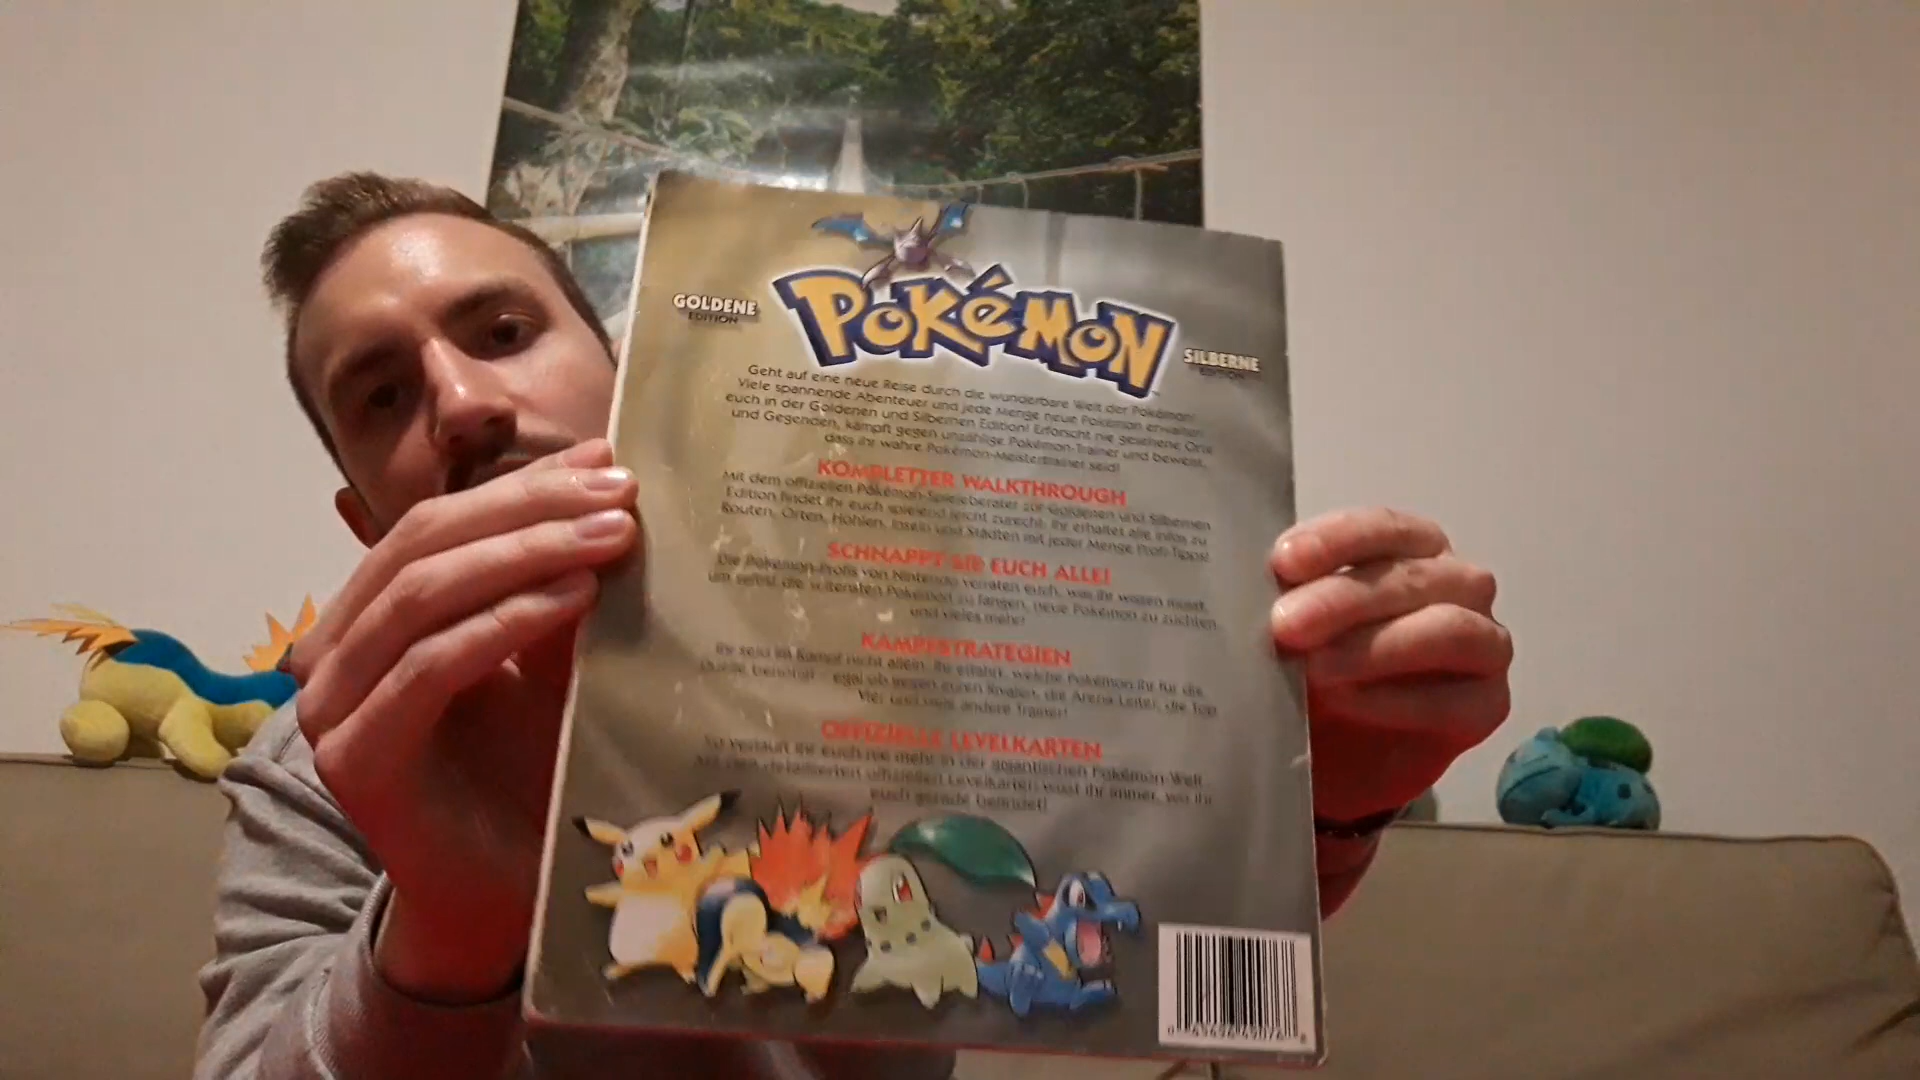 GOLDENE
EDITION
POKéMON
SILBERNE
EDITION
Geht auf eine neue Reise durch die wunderbare Welt der Pokémon!
Viele spannende Abenteuer und jede Menge neue Pokémon erwarten
euch in der Goldenen und Silbernen Edition! Erforscht nie gesehene Orte
und Gegenden, kämpft gegen unzählige Pokémon-Trainer und beweist,
dass ihr wahre Pokémon-Meistertrainer seid!
KOMPLETTER WALKTHROUGH
Mit dem offiziellen Pokémon-Spieleberater zur Goldenen und Silbernen
Edition findet ihr euch spielend leicht zurecht. Ihr erhaltet alle Infos zu
Routen, Orten, Höhlen, Inseln und Städten mit jeder Menge Profi-Tipps!
SCHNAPPT SIE EUCH ALLE!
Die Pokémon-Profis von Nintendo verraten euch, was ihr wissen müsst,
um selbst die seltensten Pokémon zu fangen, neue Pokémon zu züchten
und vieles mehr!
KAMPFSTRATEGIEN
Ihr seid im Kampf nicht allein. Ihr erfahrt, welche Pokémon ihr für die
Duelle benötigt – egal ob gegen euren Rivalen, die Arena-Leiter, die Top
Vier und viele andere Trainer!
OFFIZIELLE LEVELKARTEN
So verlauft ihr euch nie mehr in der gigantischen Pokémon-Welt.
Mit den detaillierten offiziellen Levelkarten wisst ihr immer, wo ihr
euch gerade befindet!